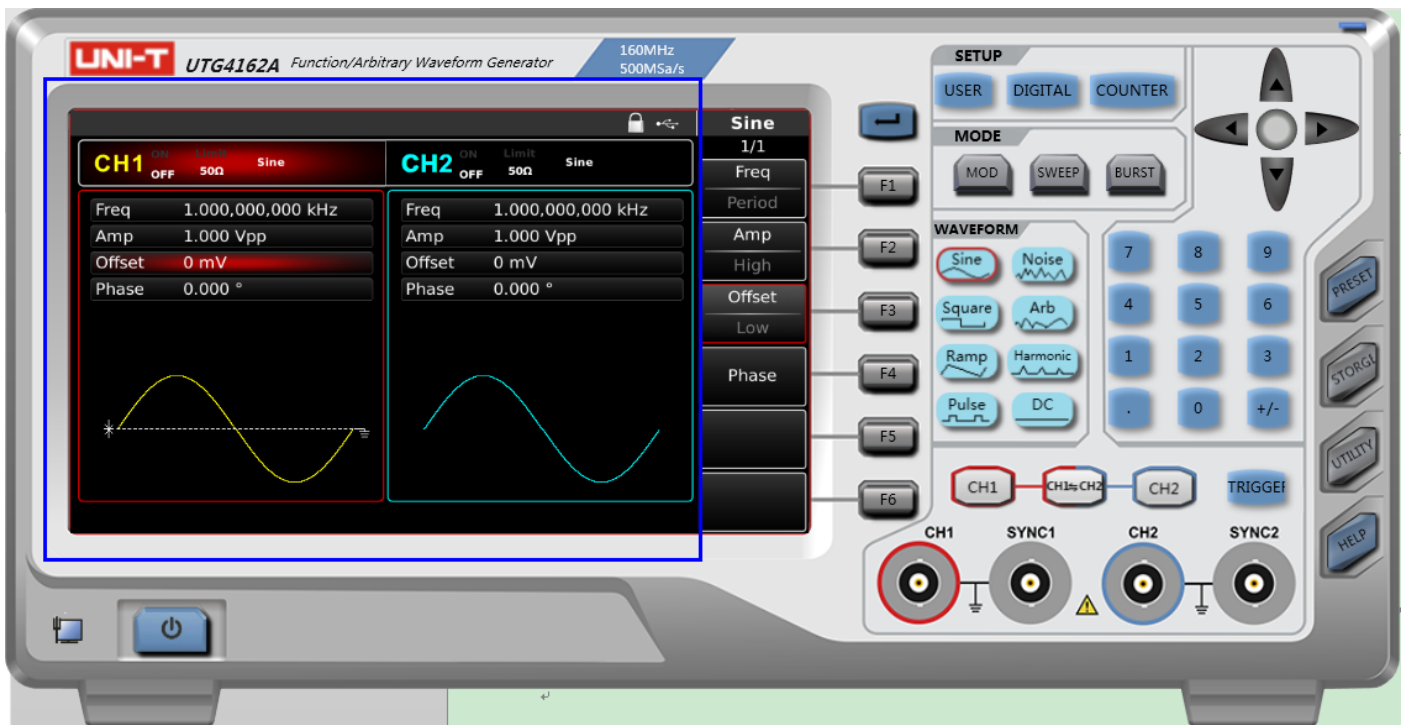 UNI-T UTG4162A Function/Arbitrary Waveform Generator 160MHz
500MSa/s
Sine
1/1
CH1 ON Limit Sine
OFF 50Ω
CH2 ON Limit Sine
OFF 50Ω
Freq 1.000,000,000 kHz
Amp 1.000 Vpp
Offset 0 mV
Phase 0.000 °
Freq 1.000,000,000 kHz
Amp 1.000 Vpp
Offset 0 mV
Phase 0.000 °
Freq
Period
Amp
High
Offset
Low
Phase
F1
F2
F3
F4
F5
F6
SETUP
USER DIGITAL COUNTER
MODE
MOD SWEEP BURST
WAVEFORM
Sine Noise
Square Arb
Ramp Harmonic
Pulse DC
7 8 9
4 5 6
1 2 3
. 0 +/-
PRESET
STORGE
UTILITY
HELP
CH1 CH1⇆CH2 CH2 TRIGGER
CH1 SYNC1 CH2 SYNC2